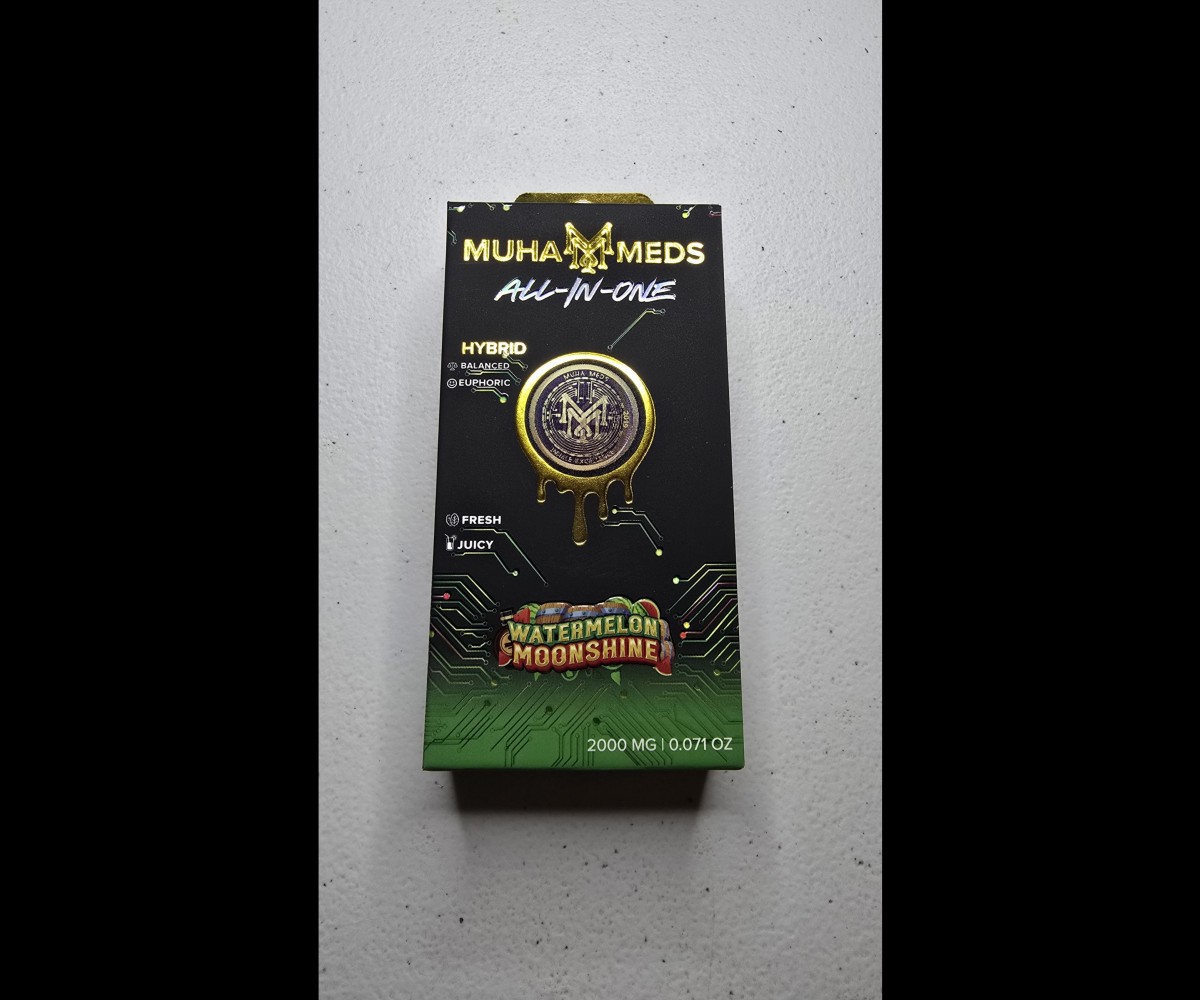 MUHA MEDS
ALL-IN-ONE
HYBRID
BALANCED
EUPHORIC
MUHA MEDS
2018
FRESH
JUICY
WATERMELON
MOONSHINE
2000 MG | 0.071 OZ